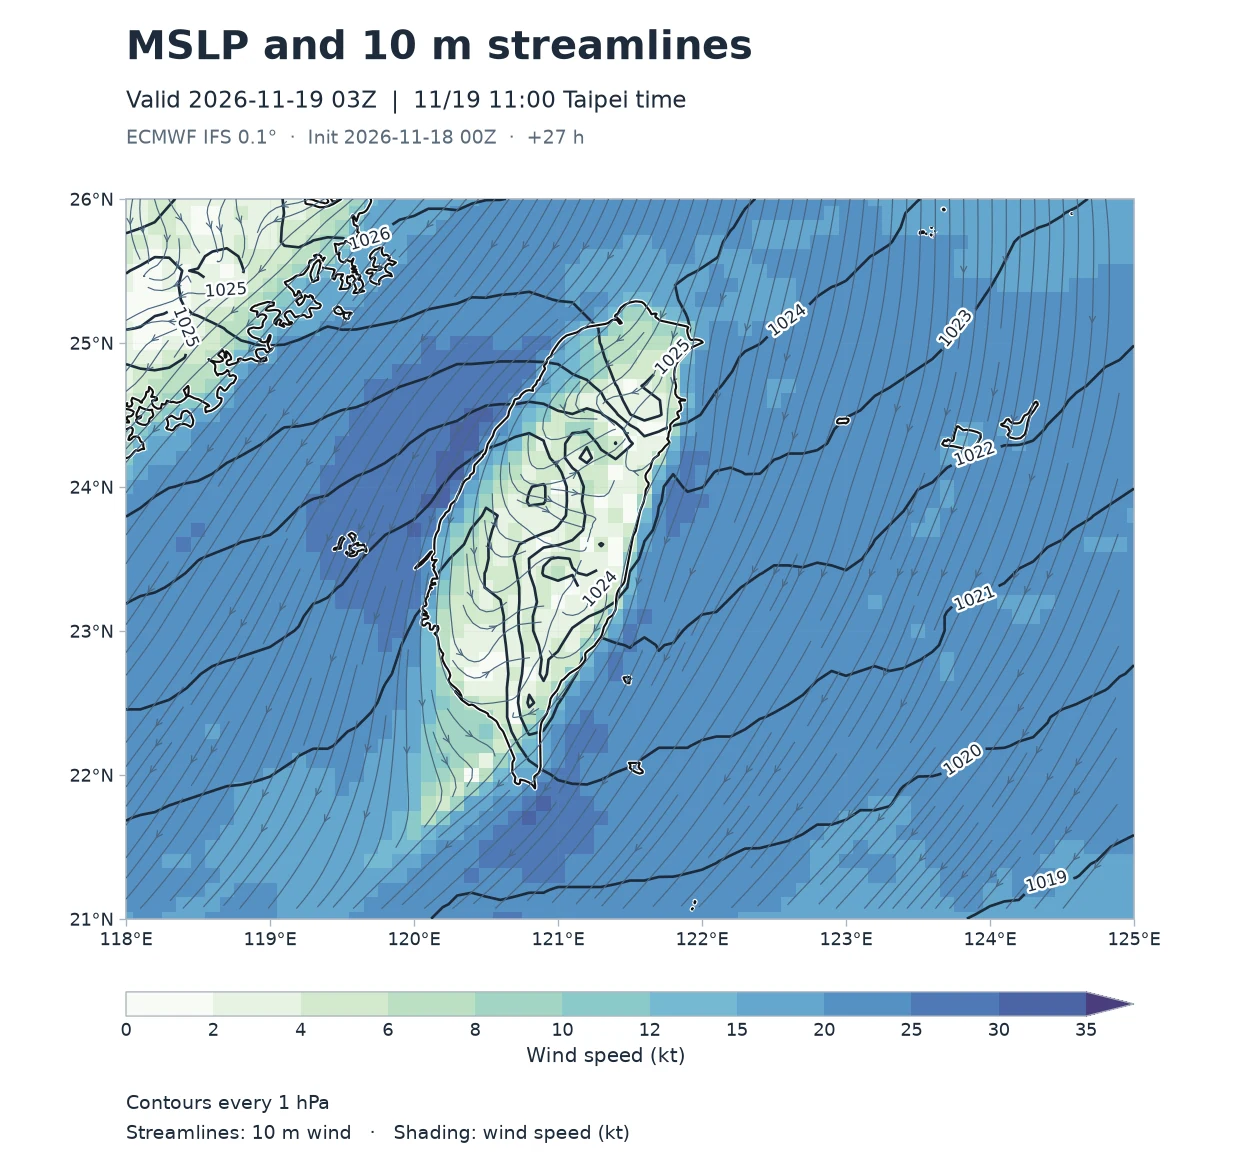 MSLP and 10 m streamlines
Valid 2026-11-19 03Z | 11/19 11:00 Taipei time
ECMWF IFS 0.1° · Init 2026-11-18 00Z · +27 h
26°N
25°N
24°N
23°N
22°N
21°N
1026
1025
1025
1025
1024
1023
1022
1024
1021
1020
1019
118°E 119°E 120°E 121°E 122°E 123°E 124°E 125°E
0 2 4 6 8 10 12 15 20 25 30 35
Wind speed (kt)
Contours every 1 hPa
Streamlines: 10 m wind · Shading: wind speed (kt)